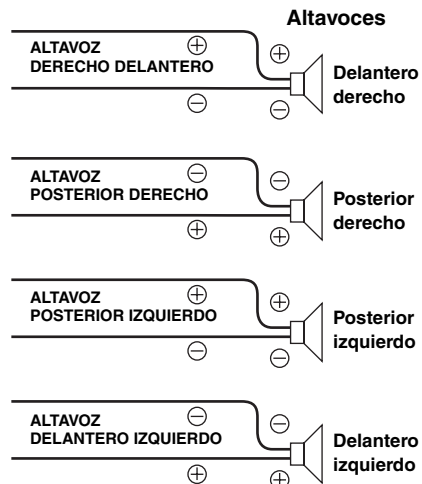 Altavoces
ALTAVOZ
DERECHO DELANTERO
⊕ ⊕
⊖ ⊖
Delantero
derecho
ALTAVOZ
POSTERIOR DERECHO
⊖ ⊖
⊕ ⊕
Posterior
derecho
ALTAVOZ
POSTERIOR IZQUIERDO
⊕ ⊕
⊖ ⊖
Posterior
izquierdo
ALTAVOZ
DELANTERO IZQUIERDO
⊖ ⊖
⊕ ⊕
Delantero
izquierdo